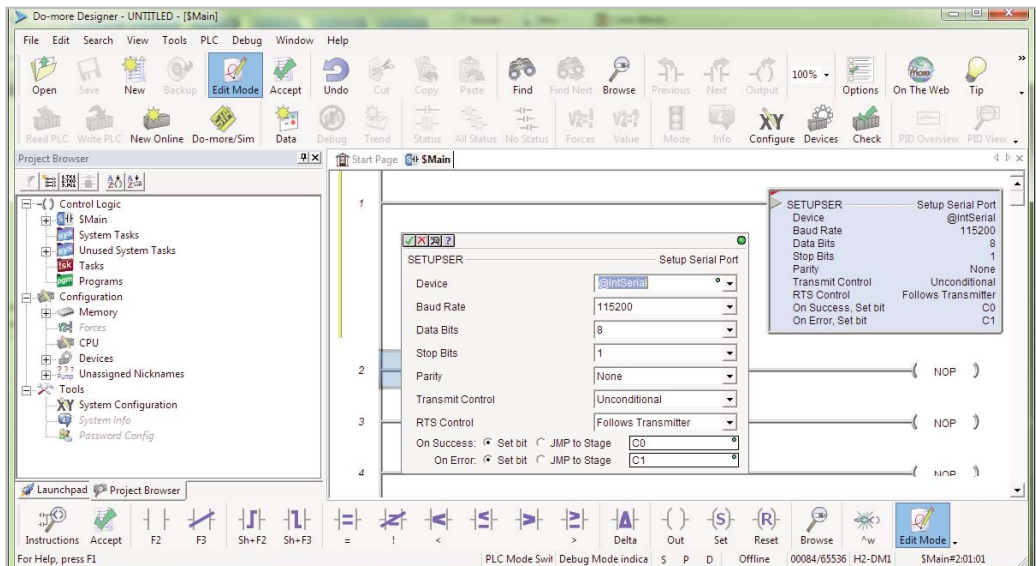 Do-more Designer - UNTITLED - [$Main]
File Edit Search View Tools PLC Debug Window Help
Open Save New Backup Edit Mode Accept Undo Cut Copy Paste Find Find Next Browse Previous Next Output 100% Options On The Web Tip
Read PLC Write PLC New Online Do-more/Sim Data Debug Trend Status All Status No Status Forces Value Mode Info Configure Devices Check PID Overview PID View
Project Browser
Start Page $Main
Control Logic
$Main
System Tasks
Unused System Tasks
Tasks
Programs
Configuration
Memory
Forces
CPU
Devices
Unassigned Nicknames
Tools
XY System Configuration
System Info
Password Config
Launchpad Project Browser
1
SETUPSER Setup Serial Port
Device @IntSerial
Baud Rate 115200
Data Bits 8
Stop Bits 1
Parity None
Transmit Control Unconditional
RTS Control Follows Transmitter
On Success, Set bit C0
On Error, Set bit C1
SETUPSER Setup Serial Port
Device @IntSerial
Baud Rate 115200
Data Bits 8
Stop Bits 1
Parity None
Transmit Control Unconditional
RTS Control Follows Transmitter
On Success: Set bit JMP to Stage C0
On Error: Set bit JMP to Stage C1
2 NOP
3 NOP
4 NOP
Instructions Accept F2 F3 Sh+F2 Sh+F3 = ! < > Delta Out Set Reset Browse ^w Edit Mode
For Help, press F1 PLC Mode Swit Debug Mode indica S P D Offline 00084/65536 H2-DM1 $Main#2:01:01